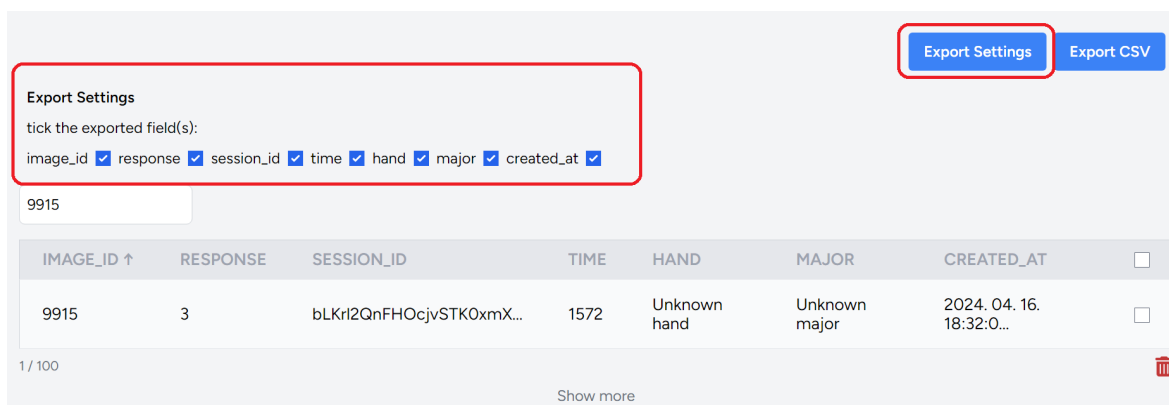 Export Settings Export CSV
Export Settings
tick the exported field(s):
image_id response session_id time hand major created_at
9915
IMAGE_ID ↑ RESPONSE SESSION_ID TIME HAND MAJOR CREATED_AT
9915 3 bLKrl2QnFHOcjvSTK0xmX... 1572 Unknown hand Unknown major 2024. 04. 16. 18:32:0...
1 / 100
Show more